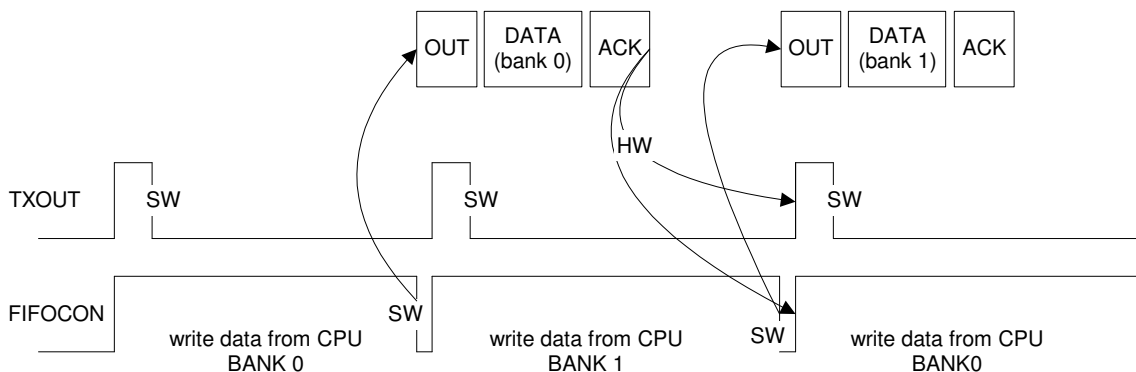 OUT DATA (bank 0) ACK OUT DATA (bank 1) ACK
HW
TXOUT SW SW SW
FIFOCON SW SW
write data from CPU BANK 0 write data from CPU BANK 1 write data from CPU BANK0